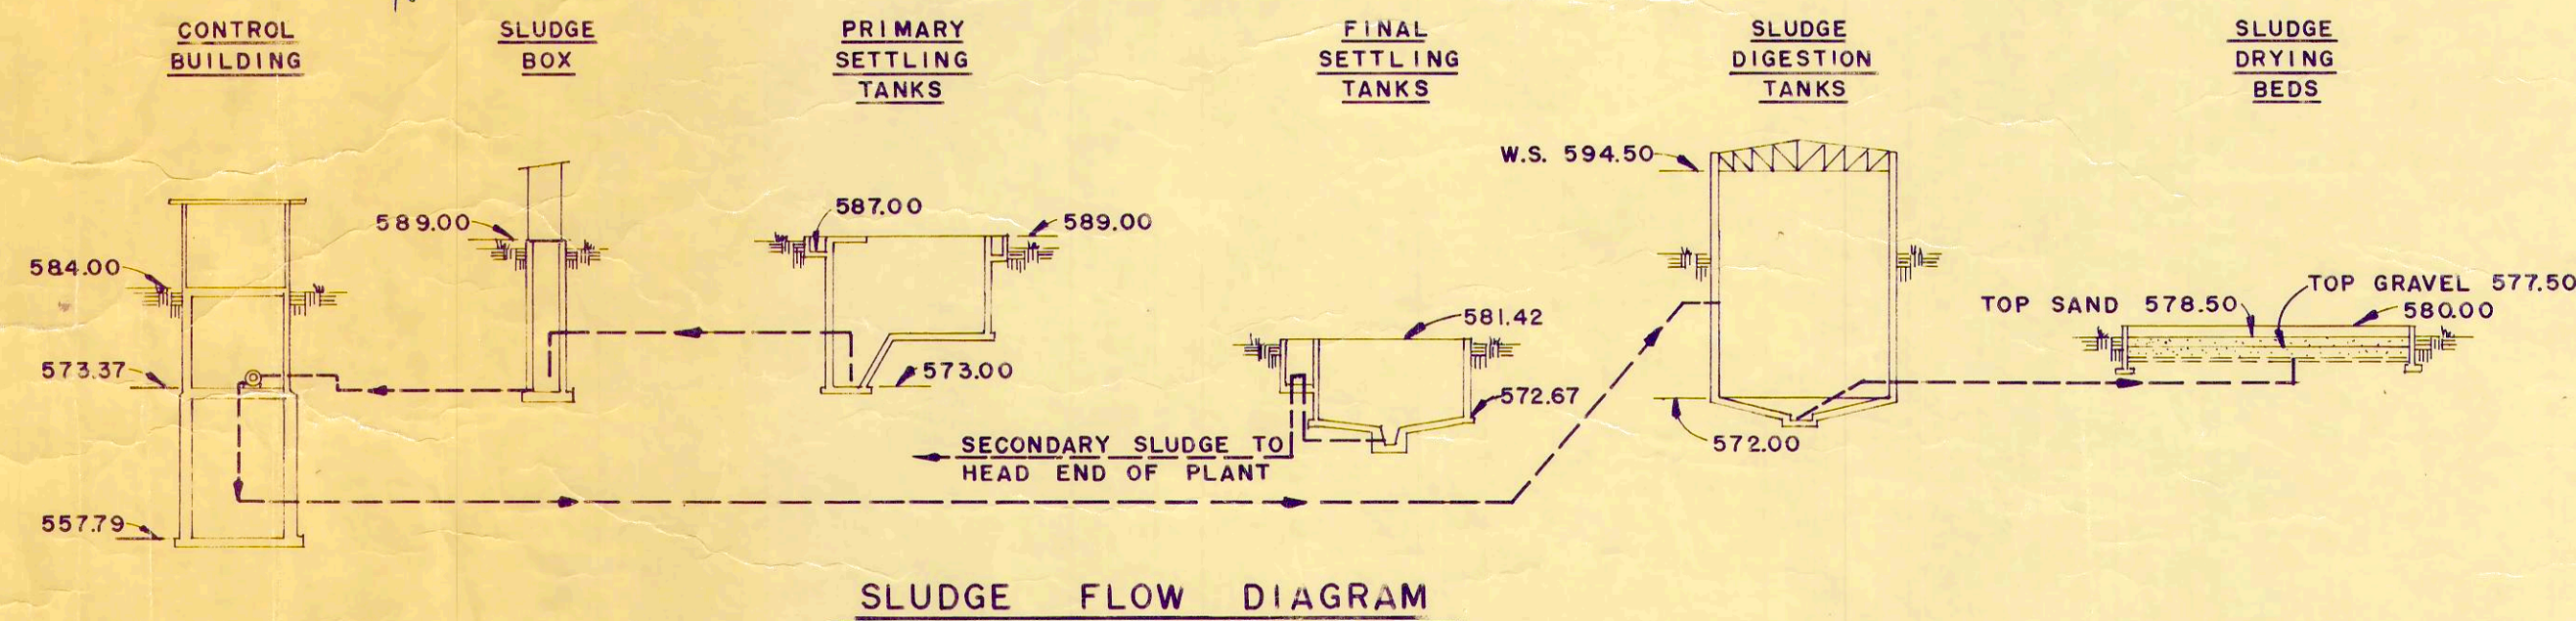 CONTROL
BUILDING
SLUDGE
BOX
PRIMARY
SETTLING
TANKS
FINAL
SETTLING
TANKS
SLUDGE
DIGESTION
TANKS
SLUDGE
DRYING
BEDS
W.S. 594.50
587.00
589.00
589.00
584.00
TOP GRAVEL 577.50
TOP SAND 578.50
580.00
581.42
573.37
573.00
572.67
SECONDARY SLUDGE TO
HEAD END OF PLANT
572.00
557.79
SLUDGE FLOW DIAGRAM